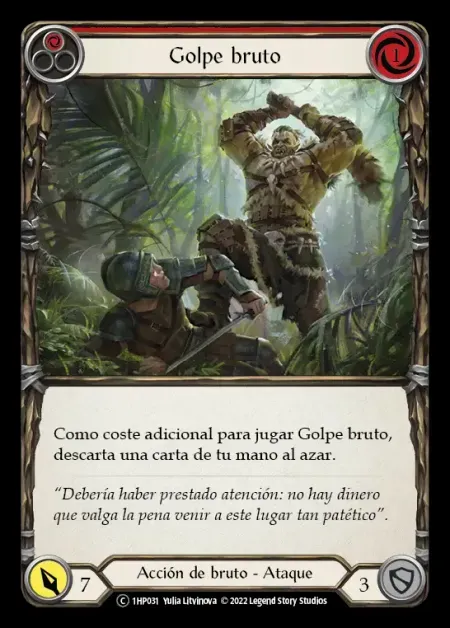 Golpe bruto
1
Como coste adicional para jugar Golpe bruto,
descarta una carta de tu mano al azar.
“Debería haber prestado atención: no hay dinero
que valga la pena venir a este lugar tan patético”.
7
Acción de bruto - Ataque
3
C 1HP031 Yulia Litvinova © 2022 Legend Story Studios